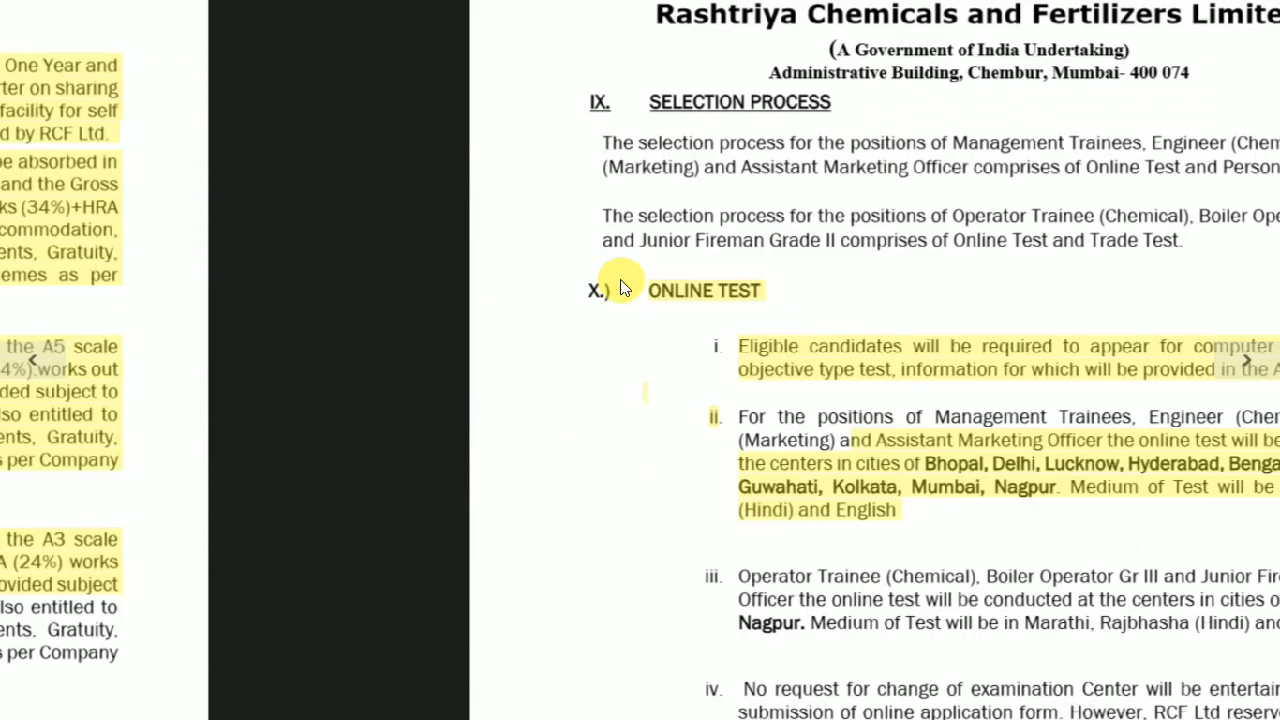 One Year and
rter on sharing
facility for self
d by RCF Ltd.
be absorbed in
and the Gross
ks (34%)+HRA
commodation,
ents, Gratuity,
emes as per
the A5 scale
4%).works out
ded subject to
lso entitled to
ents, Gratuity,
s per Company
the A3 scale
A (24%) works
ovided subject
lso entitled to
ents, Gratuity,
s per Company
Rashtriya Chemicals and Fertilizers Limite
(A Government of India Undertaking)
Administrative Building, Chembur, Mumbai- 400 074
IX. SELECTION PROCESS
The selection process for the positions of Management Trainees, Engineer (Chem
(Marketing) and Assistant Marketing Officer comprises of Online Test and Person
The selection process for the positions of Operator Trainee (Chemical), Boiler Ope
and Junior Fireman Grade II comprises of Online Test and Trade Test.
X.) ONLINE TEST
i. Eligible candidates will be required to appear for computer
objective type test, information for which will be provided in the A
ii. For the positions of Management Trainees, Engineer (Chem
(Marketing) and Assistant Marketing Officer the online test will be
the centers in cities of Bhopal, Delhi, Lucknow, Hyderabad, Benga
Guwahati, Kolkata, Mumbai, Nagpur. Medium of Test will be
(Hindi) and English
iii. Operator Trainee (Chemical), Boiler Operator Gr III and Junior Fire
Officer the online test will be conducted at the centers in cities o
Nagpur. Medium of Test will be in Marathi, Rajbhasha (Hindi) and
iv. No request for change of examination Center will be entertain
submission of online application form. However, RCF Ltd reserv